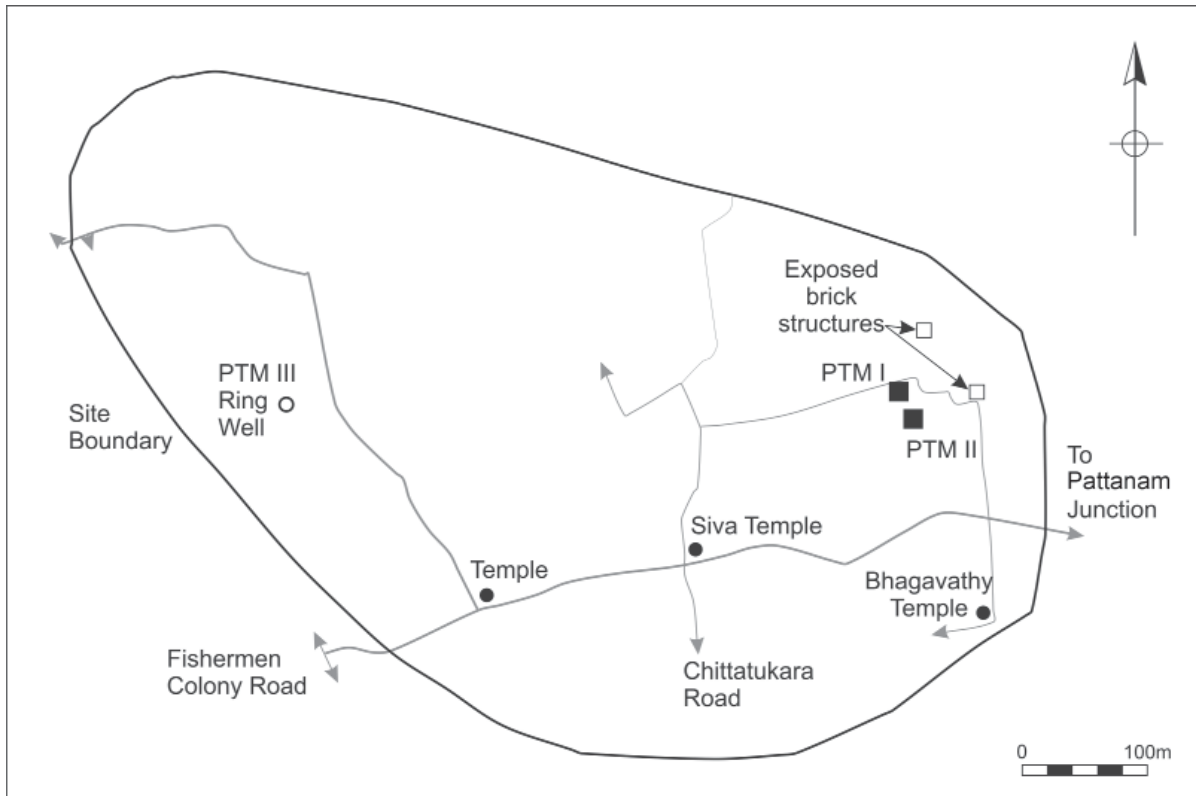 Exposed
brick
structures
PTM I
PTM II
PTM III
Ring
Well
Site
Boundary
To
Pattanam
Junction
Siva Temple
Temple
Bhagavathy
Temple
Fishermen
Colony Road
Chittatukara
Road
0 100m